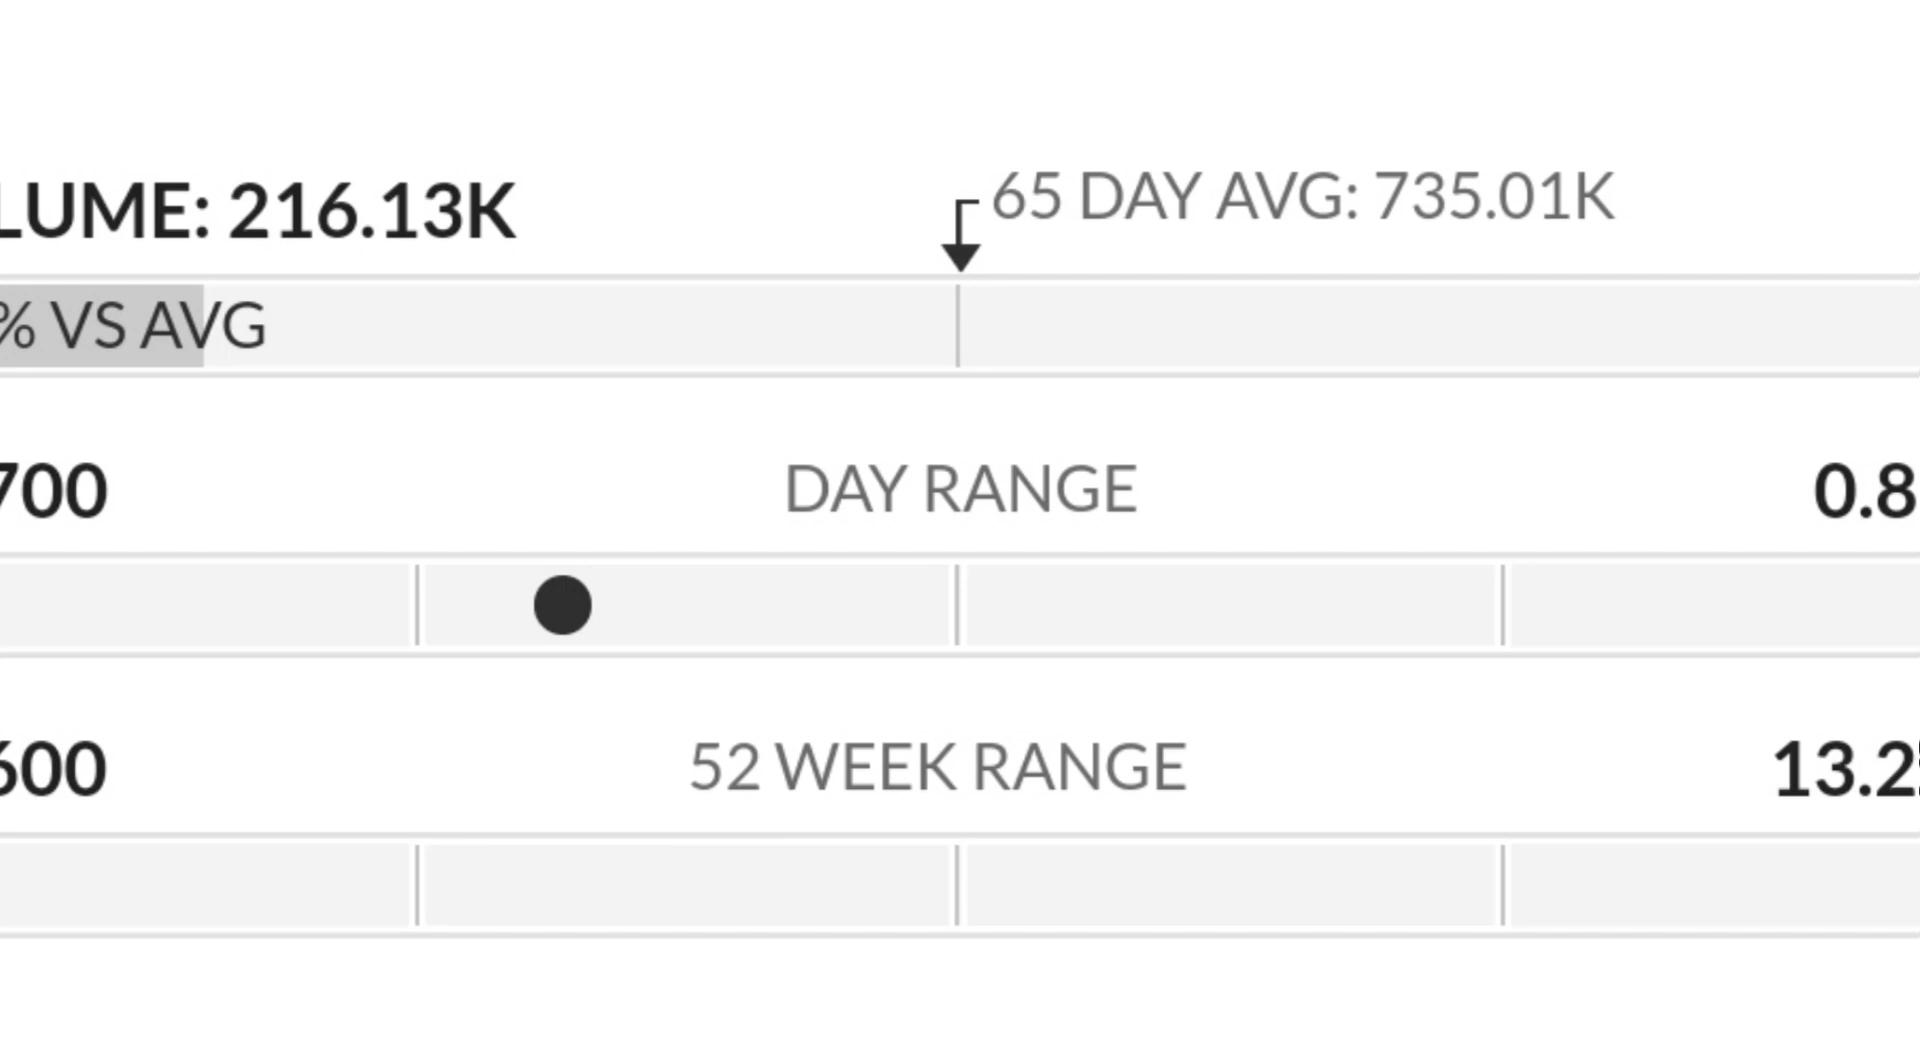 LUME: 216.13K
65 DAY AVG: 735.01K
% VS AVG
700 DAY RANGE 0.8
600 52 WEEK RANGE 13.2